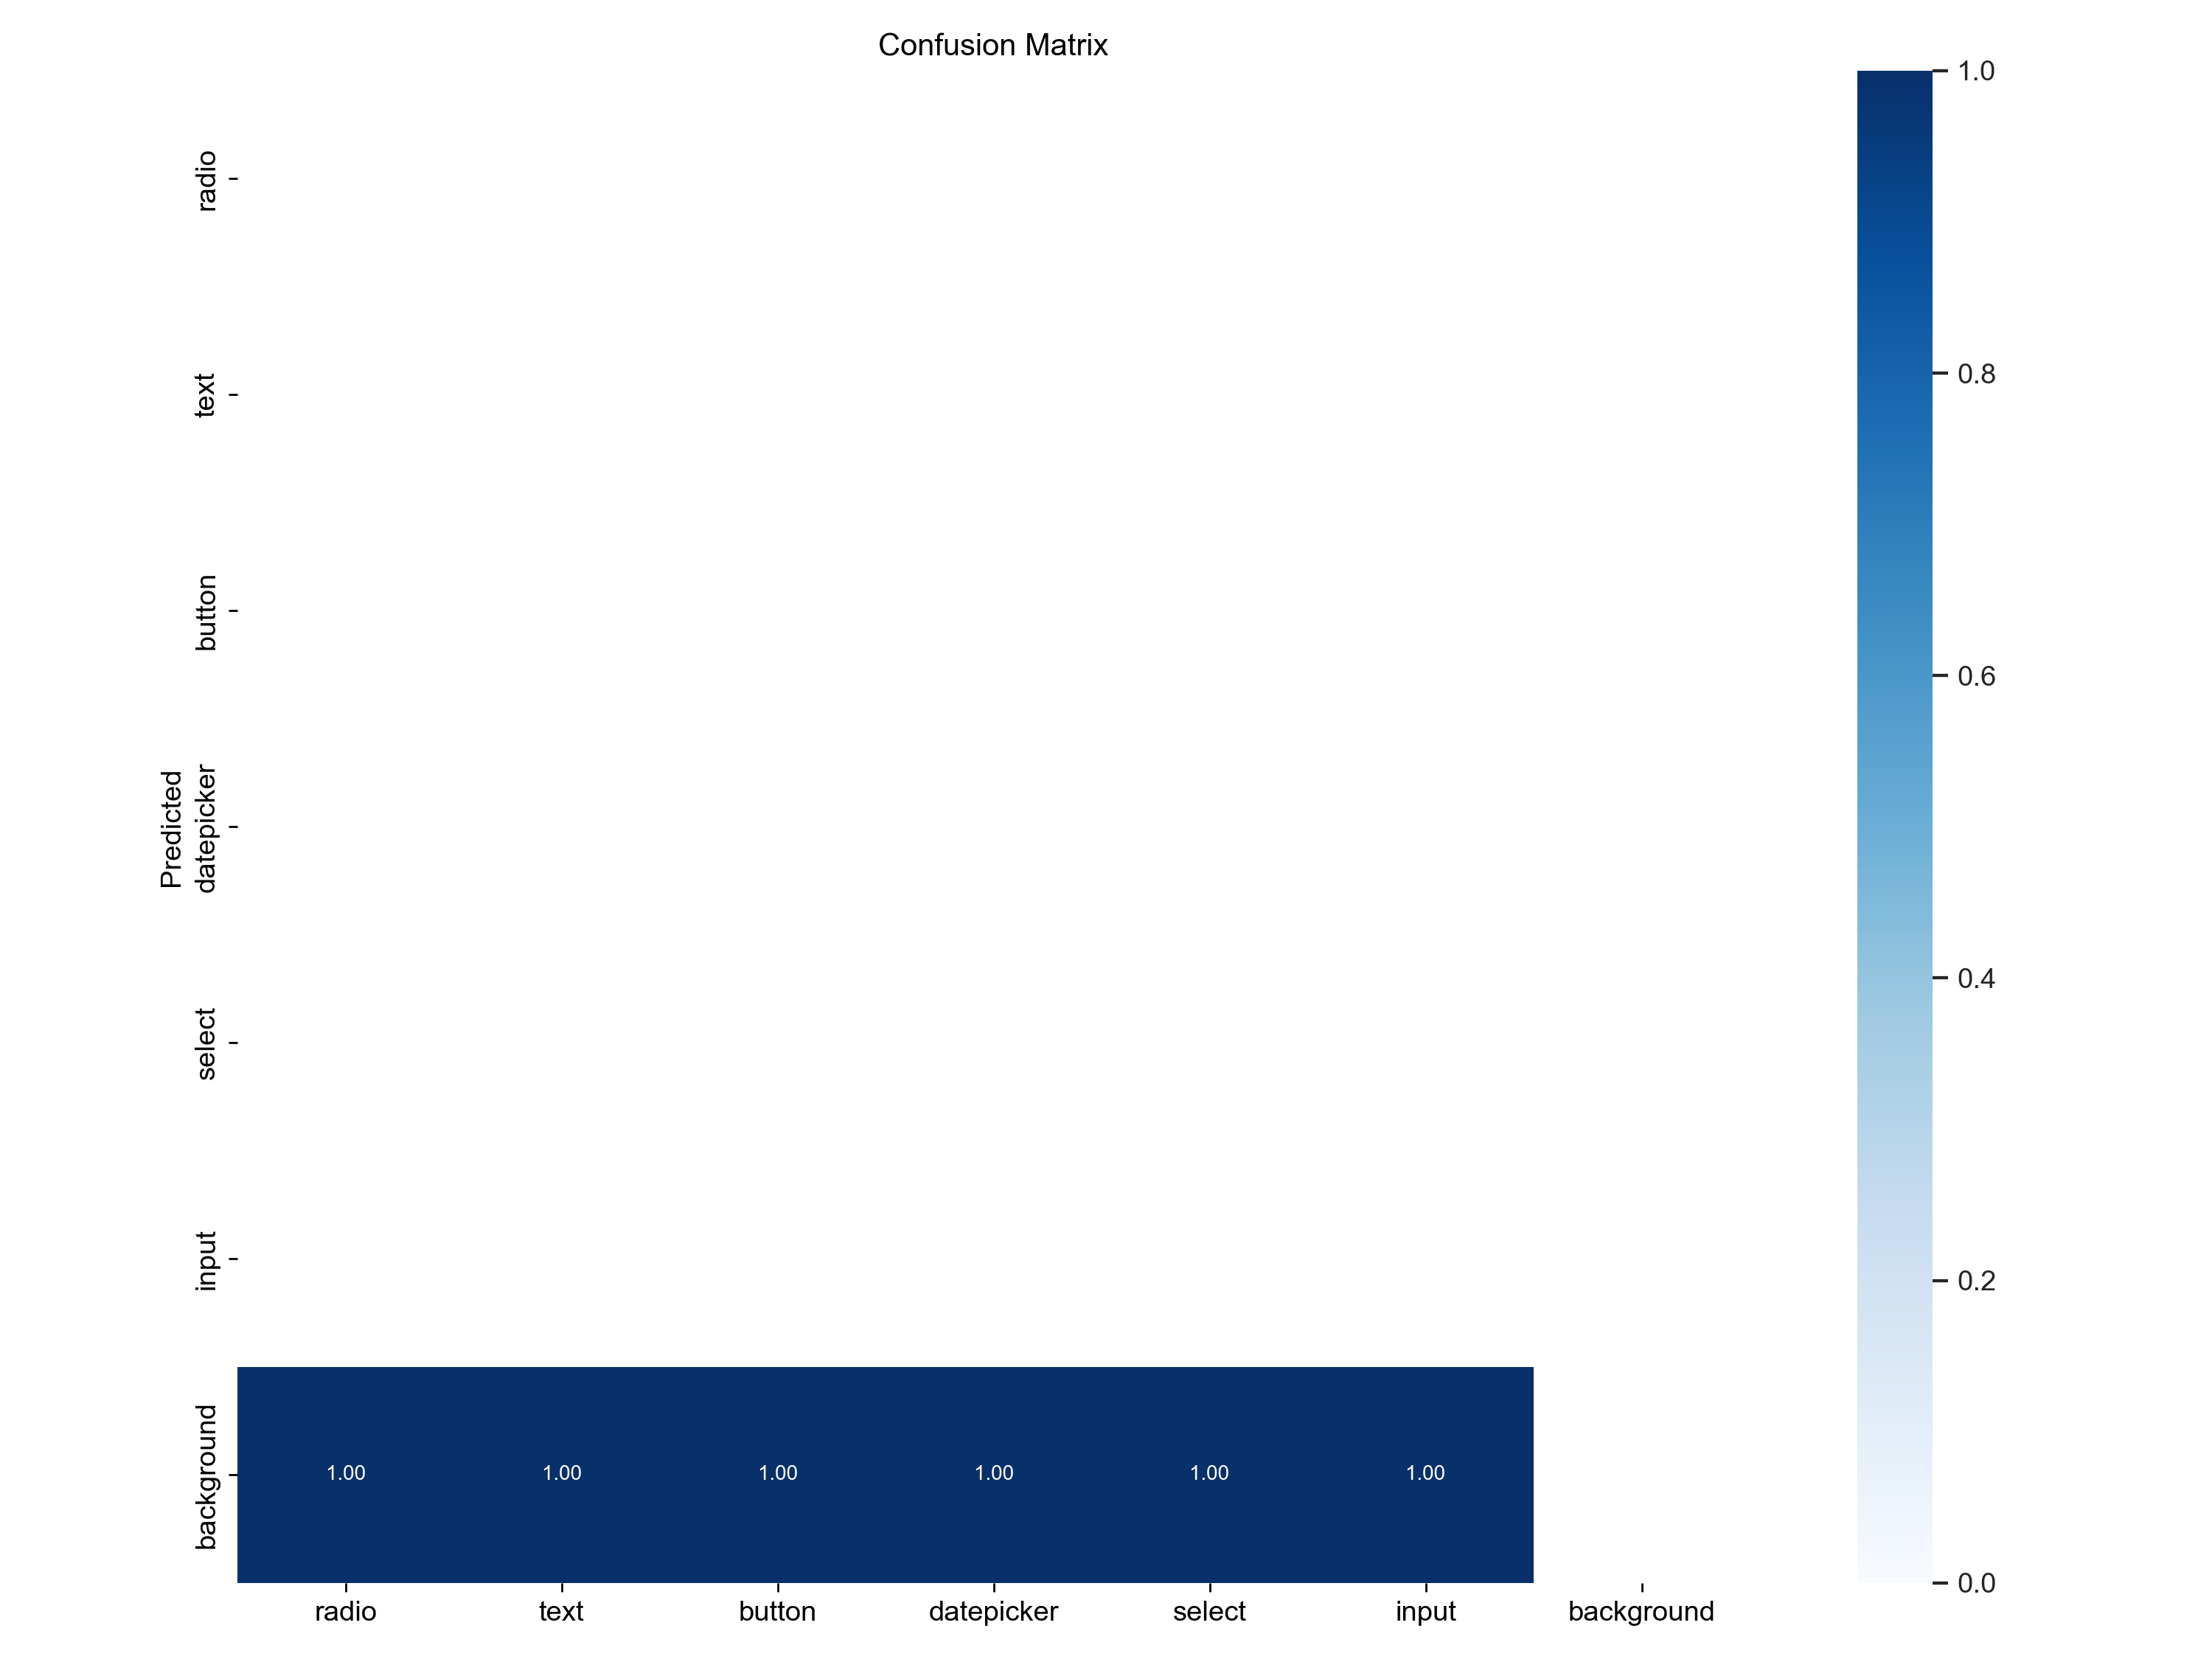 Confusion Matrix
radio
text
button
datepicker
select
input
background
Predicted
1.00 1.00 1.00 1.00 1.00 1.00
radio text button datepicker select input background
1.0
0.8
0.6
0.4
0.2
0.0